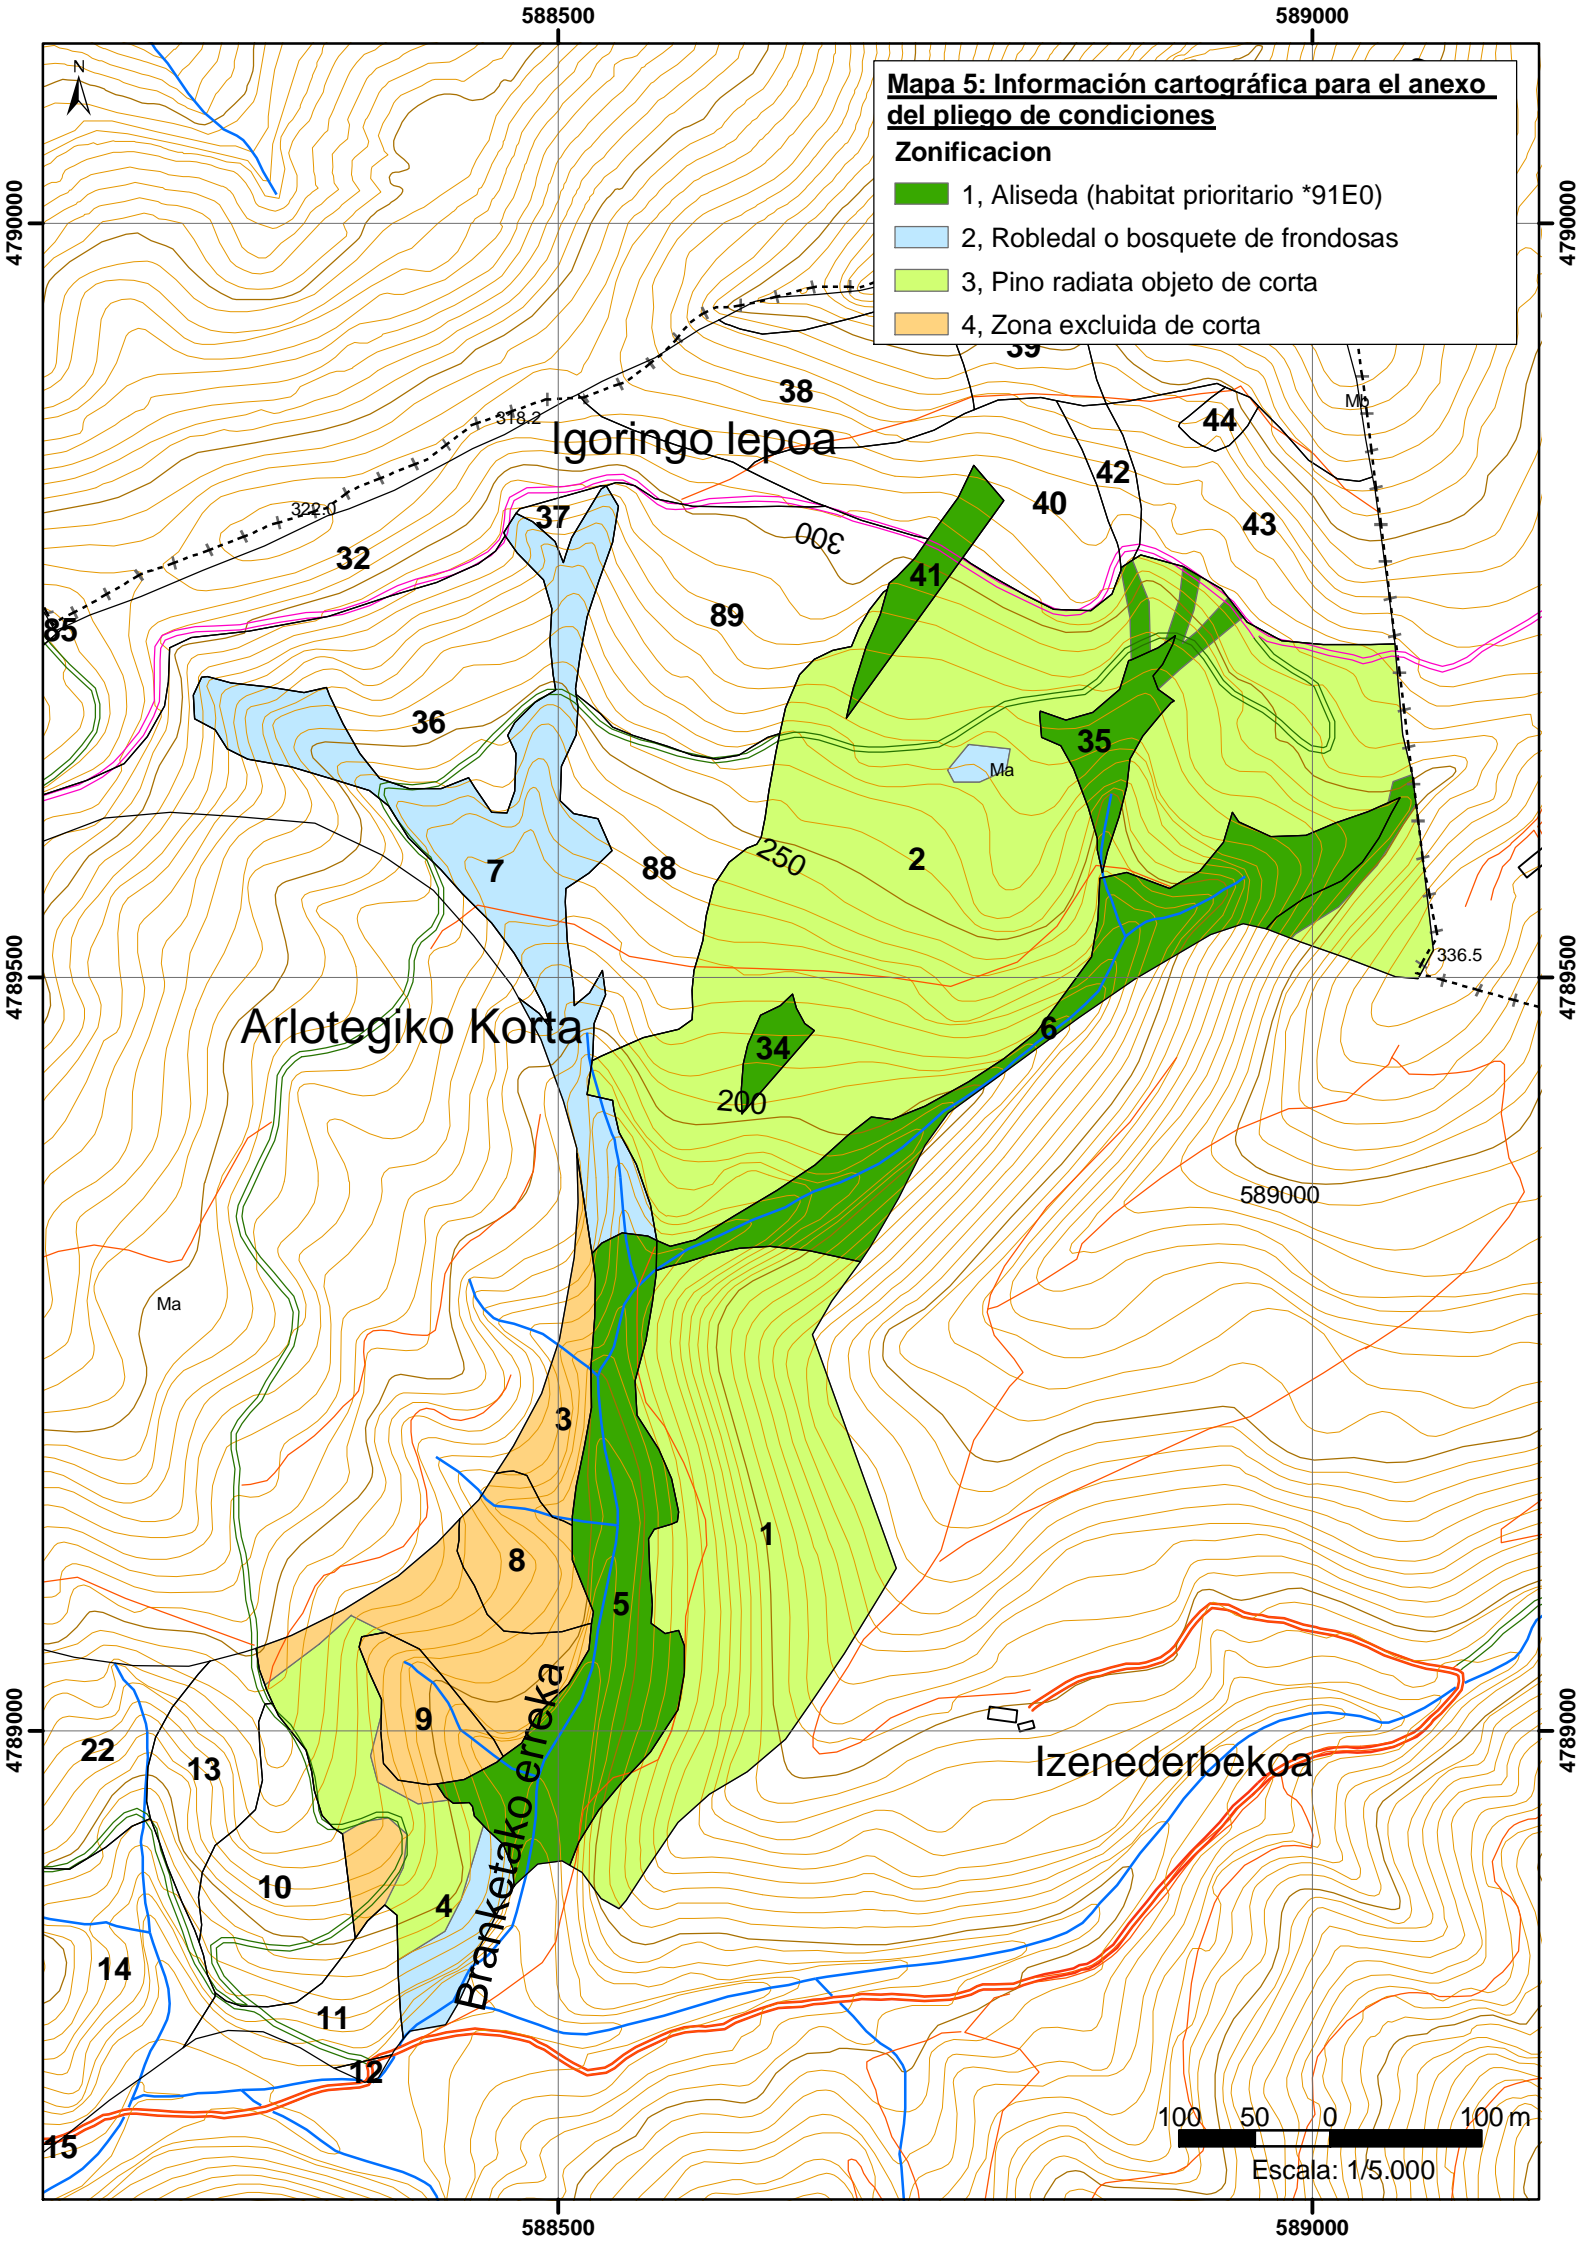 588500
589000
N
Mapa 5: Información cartográfica para el anexo
del pliego de condiciones
Zonificacion
1, Aliseda (habitat prioritario *91E0)
2, Robledal o bosquete de frondosas
3, Pino radiata objeto de corta
4, Zona excluida de corta
4790000
4790000
39
38
Mb
318.2
Igoringo lepoa
44
42
40
43
37
322.0
32
300
41
89
85
36
35
Ma
250
2
88
7
336.5
4789500
4789500
Arlotegiko Korta
6
34
200
589000
Ma
3
1
8
5
9
4789000
4789000
22
13
Izenederbekoa
Branketako erreka
10
4
14
11
12
15
100 50 0 100 m
Escala: 1/5.000
588500
589000